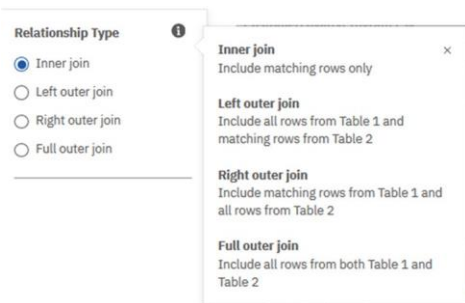 Relationship Type
Inner join
Left outer join
Right outer join
Full outer join
Inner join
Include matching rows only
Left outer join
Include all rows from Table 1 and
matching rows from Table 2
Right outer join
Include matching rows from Table 1 and
all rows from Table 2
Full outer join
Include all rows from both Table 1 and
Table 2